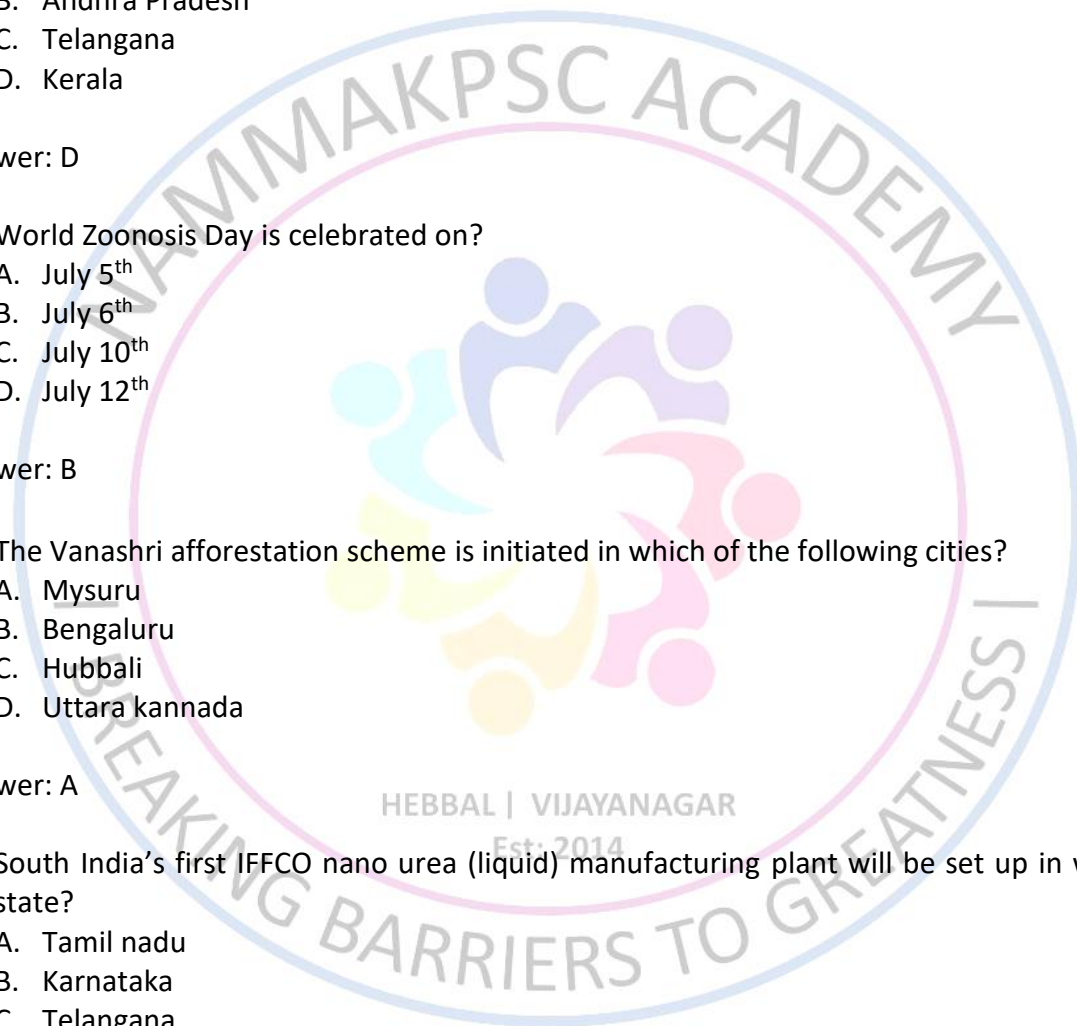 B. Andhra Pradesh
C. Telangana
D. Kerala
wer: D
World Zoonosis Day is celebrated on?
A. July 5th
B. July 6th
C. July 10th
D. July 12th
wer: B
The Vanashri afforestation scheme is initiated in which of the following cities?
A. Mysuru
B. Bengaluru
C. Hubbali
D. Uttara kannada
wer: A
South India’s first IFFCO nano urea (liquid) manufacturing plant will be set up in w
state?
A. Tamil nadu
B. Karnataka
C. Telangana
NAMMAKPSC ACADEMY
HEBBAL | VIJAYANAGAR
Est: 2014
| BREAKING BARRIERS TO GREATNESS |